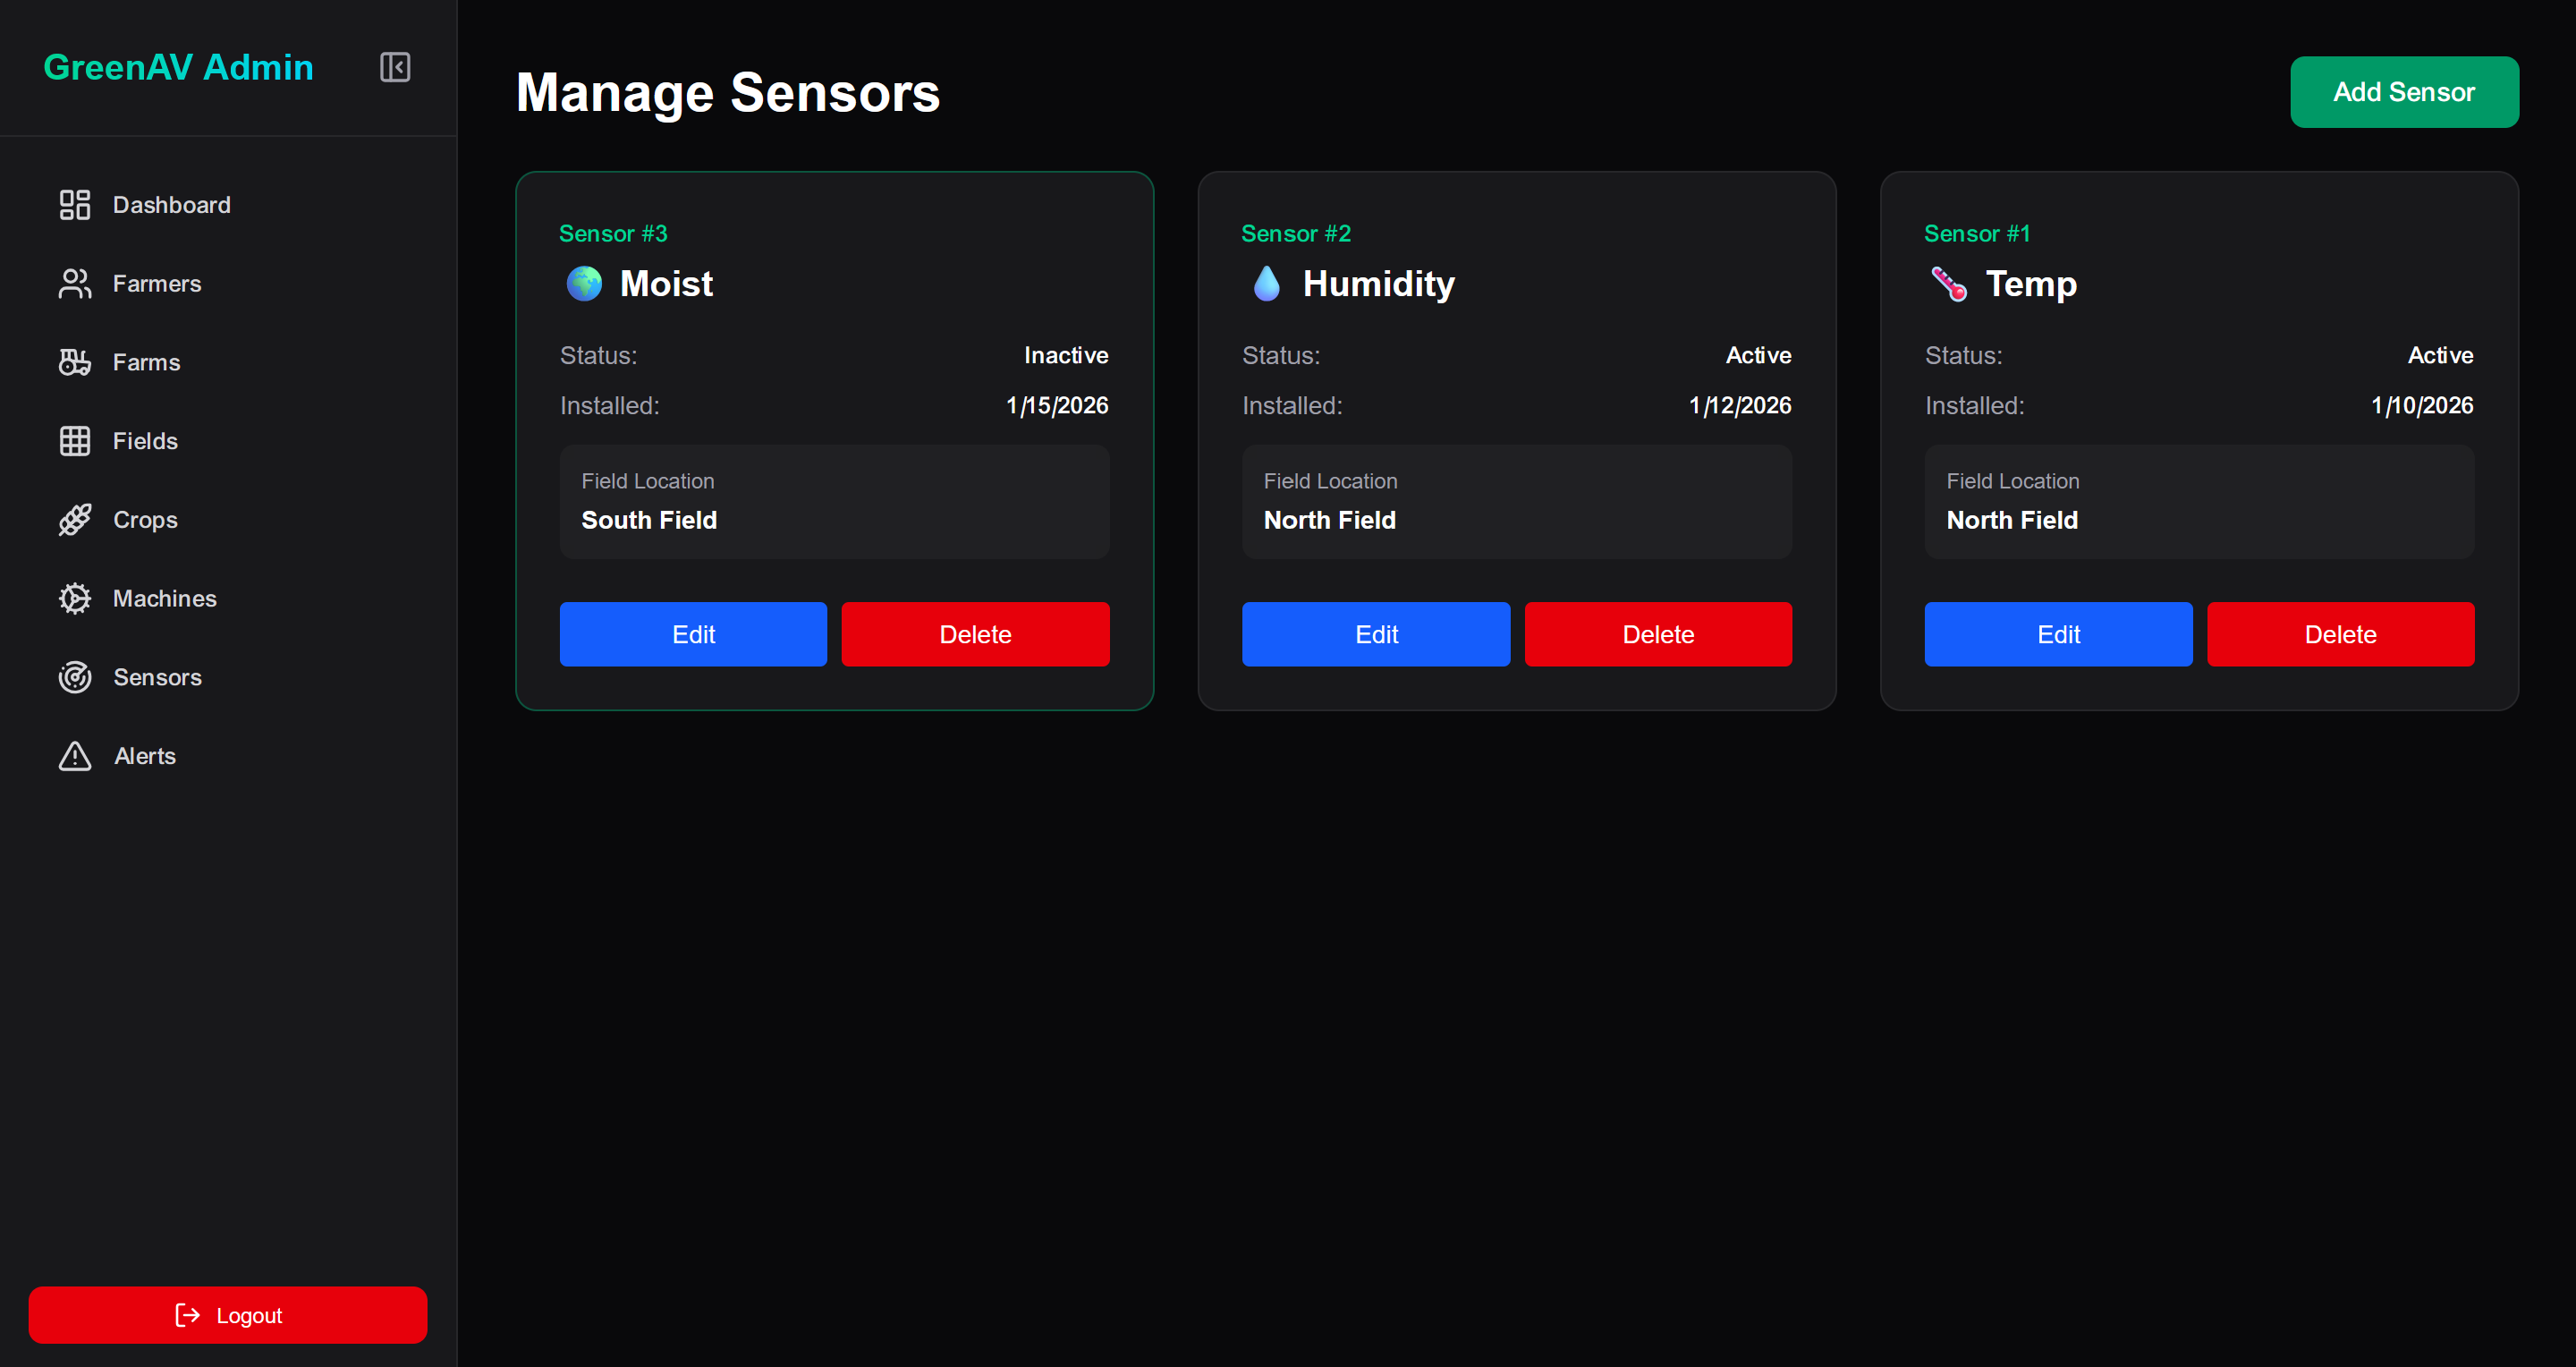 GreenAV Admin
Dashboard
Farmers
Farms
Fields
Crops
Machines
Sensors
Alerts
Logout
Manage Sensors
Add Sensor
Sensor #3
Moist
Status: Inactive
Installed: 1/15/2026
Field Location
South Field
Edit Delete
Sensor #2
Humidity
Status: Active
Installed: 1/12/2026
Field Location
North Field
Edit Delete
Sensor #1
Temp
Status: Active
Installed: 1/10/2026
Field Location
North Field
Edit Delete